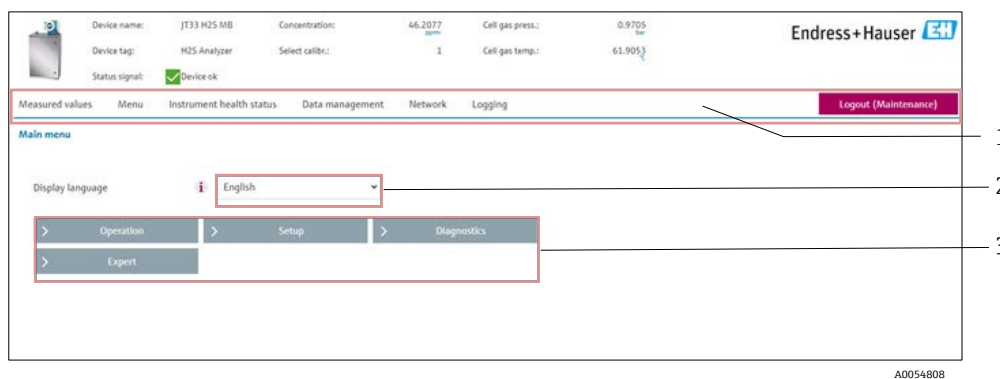 Device name: JT33 H2S MB Concentration: 46.2077 ppmv Cell gas press.: 0.9705 bar
Endress+Hauser EH
Device tag: H2S Analyzer Select calibr.: 1 Cell gas temp.: 61.9053
Status signal: Device ok
Measured values Menu Instrument health status Data management Network Logging Logout (Maintenance)
1
Main menu
Display language i English
2
> Operation > Setup > Diagnostics
3
> Expert
A0054808